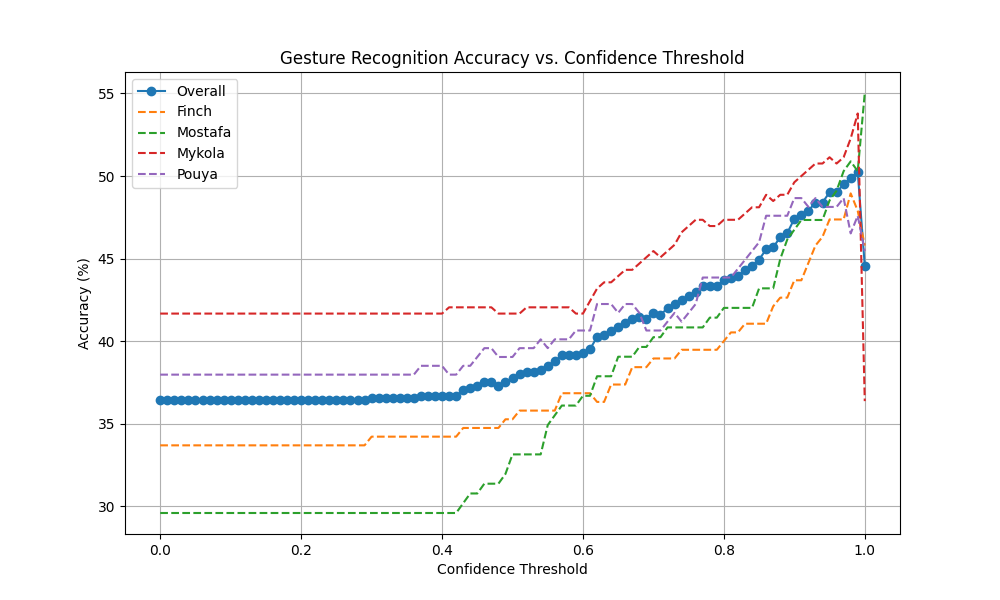 Gesture Recognition Accuracy vs. Confidence Threshold
Overall
Finch
Mostafa
Mykola
Pouya
55
50
45
40
35
30
Accuracy (%)
0.0 0.2 0.4 0.6 0.8 1.0
Confidence Threshold